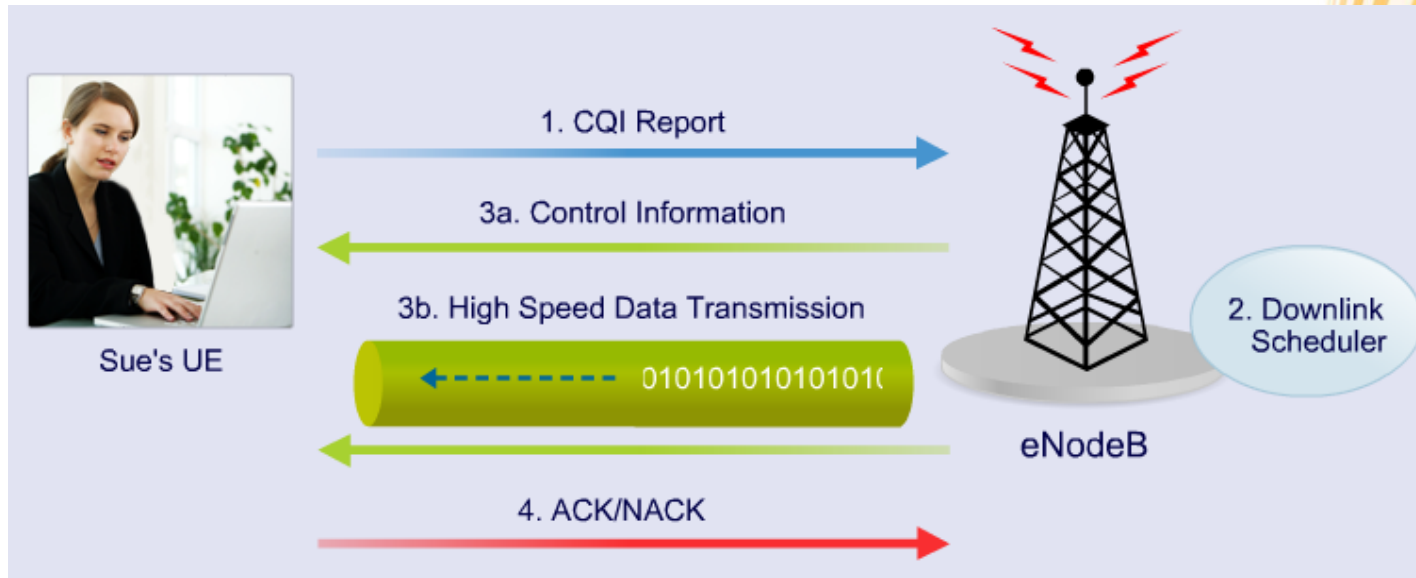 1. CQI Report
3a. Control Information
3b. High Speed Data Transmission
2. Downlink
Scheduler
Sue's UE
010101010101010
eNodeB
4. ACK/NACK